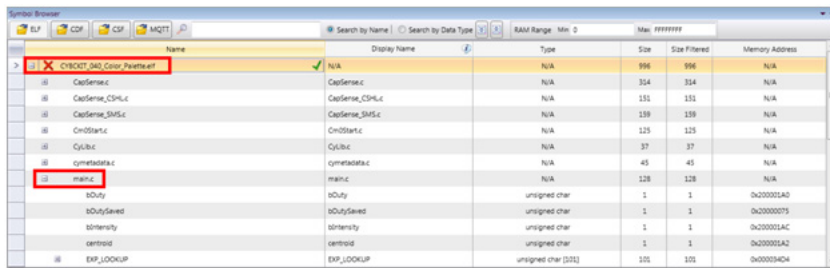 Symbol Browser
ELF CDF CSF MQTT Search by Name Search by Data Type RAM Range Min 0 Max FFFFFFFF
Name Display Name Type Size Size Filtered Memory Address
CY8CKIT_040_Color_Palette.elf N/A N/A 996 996 N/A
CapSense.c CapSense.c N/A 314 314 N/A
CapSense_CSHL.c CapSense_CSHL.c N/A 151 151 N/A
CapSense_SMS.c CapSense_SMS.c N/A 159 159 N/A
Cm0Start.c Cm0Start.c N/A 125 125 N/A
CyLib.c CyLib.c N/A 37 37 N/A
cymetadata.c cymetadata.c N/A 45 45 N/A
main.c main.c N/A 128 128 N/A
bDuty bDuty unsigned char 1 1 0x200001A0
bDutySaved bDutySaved unsigned char 1 1 0x20000075
bIntensity bIntensity unsigned char 1 1 0x200001AC
centroid centroid unsigned char 1 1 0x200001A2
EXP_LOOKUP EXP_LOOKUP unsigned char [101] 101 101 0x000034D4